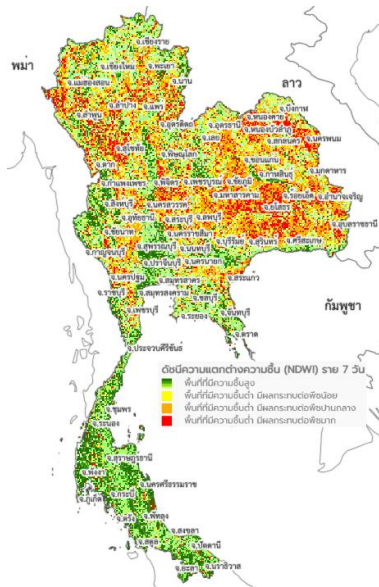 จ.เชียงราย
พม่า
จ.เชียงใหม่
จ.พะเยา
ลาว
จ.แม่ฮ่องสอน
จ.น่าน
จ.ลำปาง
จ.แพร่
จ.ลำพูน
จ.อุตรดิตถ์
จ.เลย
จ.อุดรธานี
จ.หนองคาย
จ.บึงกาฬ
จ.หนองบัวลำภู
จ.นครพนม
จ.สกลนคร
จ.สุโขทัย
จ.ตาก
จ.พิษณุโลก
จ.ขอนแก่น
จ.กาฬสินธุ์
จ.มุกดาหาร
จ.กำแพงเพชร
จ.พิจิตร
จ.เพชรบูรณ์
จ.ชัยภูมิ
จ.มหาสารคาม
จ.ร้อยเอ็ด
จ.อำนาจเจริญ
จ.ยโสธร
จ.สิงห์บุรี
จ.นครสวรรค์
จ.อุทัยธานี
จ.สระบุรี
จ.ลพบุรี
จ.อุบลราชธานี
จ.ชัยนาท
จ.นครราชสีมา
จ.บุรีรัมย์
จ.สุรินทร์
จ.ศรีสะเกษ
จ.กาญจนบุรี
จ.สุพรรณบุรี
จ.นนทบุรี
จ.ปราจีนบุรี
จ.นครนายก
จ.นครปฐม
จ.สมุทรสาคร
จ.สระแก้ว
จ.ราชบุรี
จ.สมุทรสงคราม
จ.ชลบุรี
จ.เพชรบุรี
จ.ระยอง
จ.จันทบุรี
จ.ตราด
กัมพูชา
จ.ประจวบคีรีขันธ์
ดัชนีความแตกต่างความชื้น (NDWI) ราย 7 วัน
พื้นที่ที่มีความชื้นสูง
พื้นที่ที่มีความชื้นต่ำ มีผลกระทบต่อพืชน้อย
พื้นที่ที่มีความชื้นต่ำ มีผลกระทบต่อพืชปานกลาง
พื้นที่ที่มีความชื้นต่ำ มีผลกระทบต่อพืชมาก
จ.ชุมพร
จ.ระนอง
จ.สุราษฎร์ธานี
จ.พังงา
จ.นครศรีธรรมราช
จ.ภูเก็ต
จ.กระบี่
จ.ตรัง
จ.พัทลุง
จ.สงขลา
จ.สตูล
จ.ปัตตานี
จ.ยะลา
จ.นราธิวาส